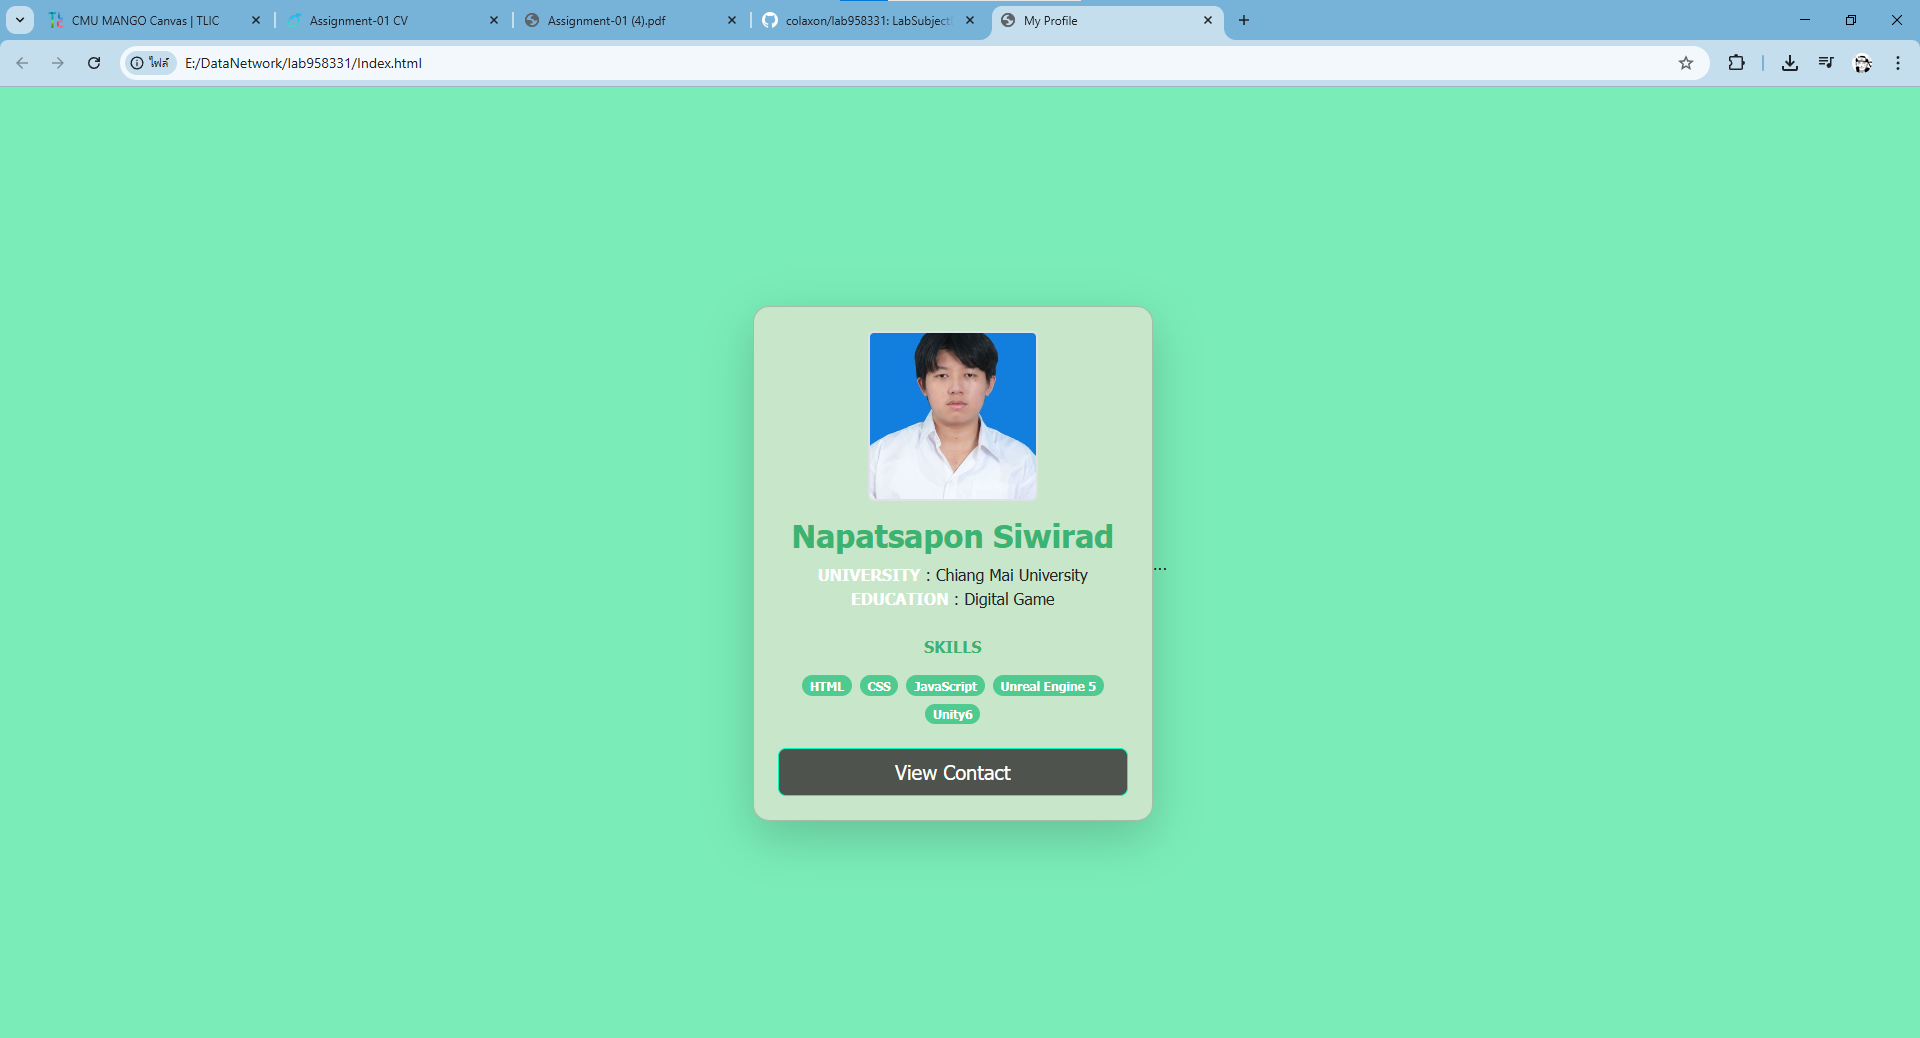 CMU MANGO Canvas | TLIC
Assignment-01 CV
Assignment-01 (4).pdf
colaxon/lab958331: LabSubject
My Profile
ไฟล์ E:/DataNetwork/lab958331/Index.html
Napatsapon Siwirad
UNIVERSITY : Chiang Mai University
...
EDUCATION : Digital Game
SKILLS
HTML CSS JavaScript Unreal Engine 5
Unity6
View Contact